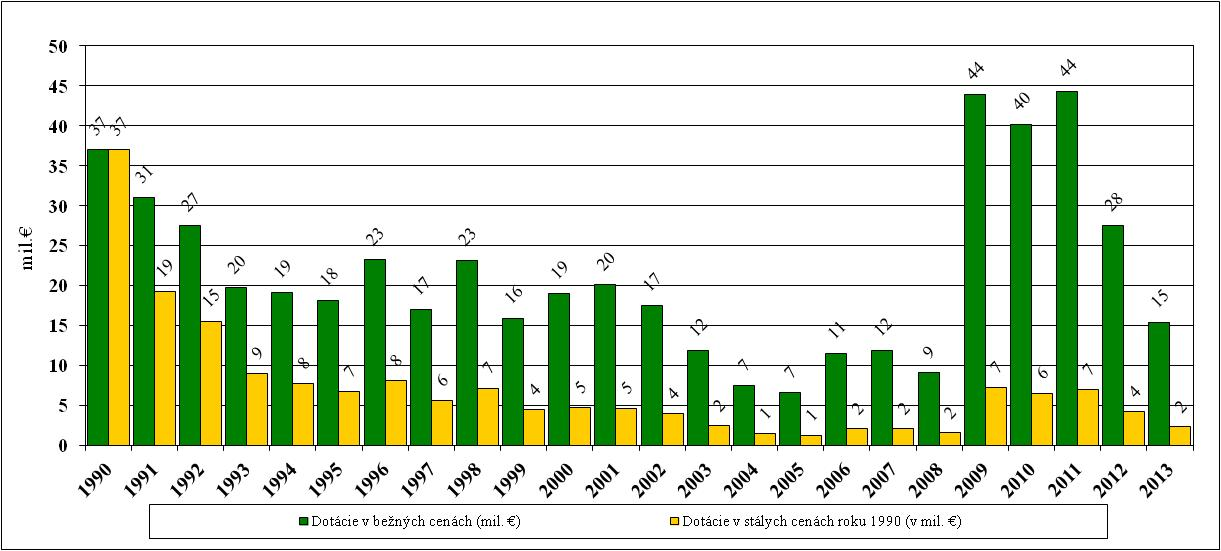 mil.€
50
45
40
35
30
25
20
15
10
5
0
37 37 31 19 27 15 20 9 19 8 18 7 23 8 17 6 23 7 16 4 19 5 20 5 17 4 12 2 7 1 7 1 11 2 12 2 9 2 44 7 40 6 44 7 28 4 15 2
1990 1991 1992 1993 1994 1995 1996 1997 1998 1999 2000 2001 2002 2003 2004 2005 2006 2007 2008 2009 2010 2011 2012 2013
Dotácie v bežných cenách (mil. €) Dotácie v stálych cenách roku 1990 (v mil. €)